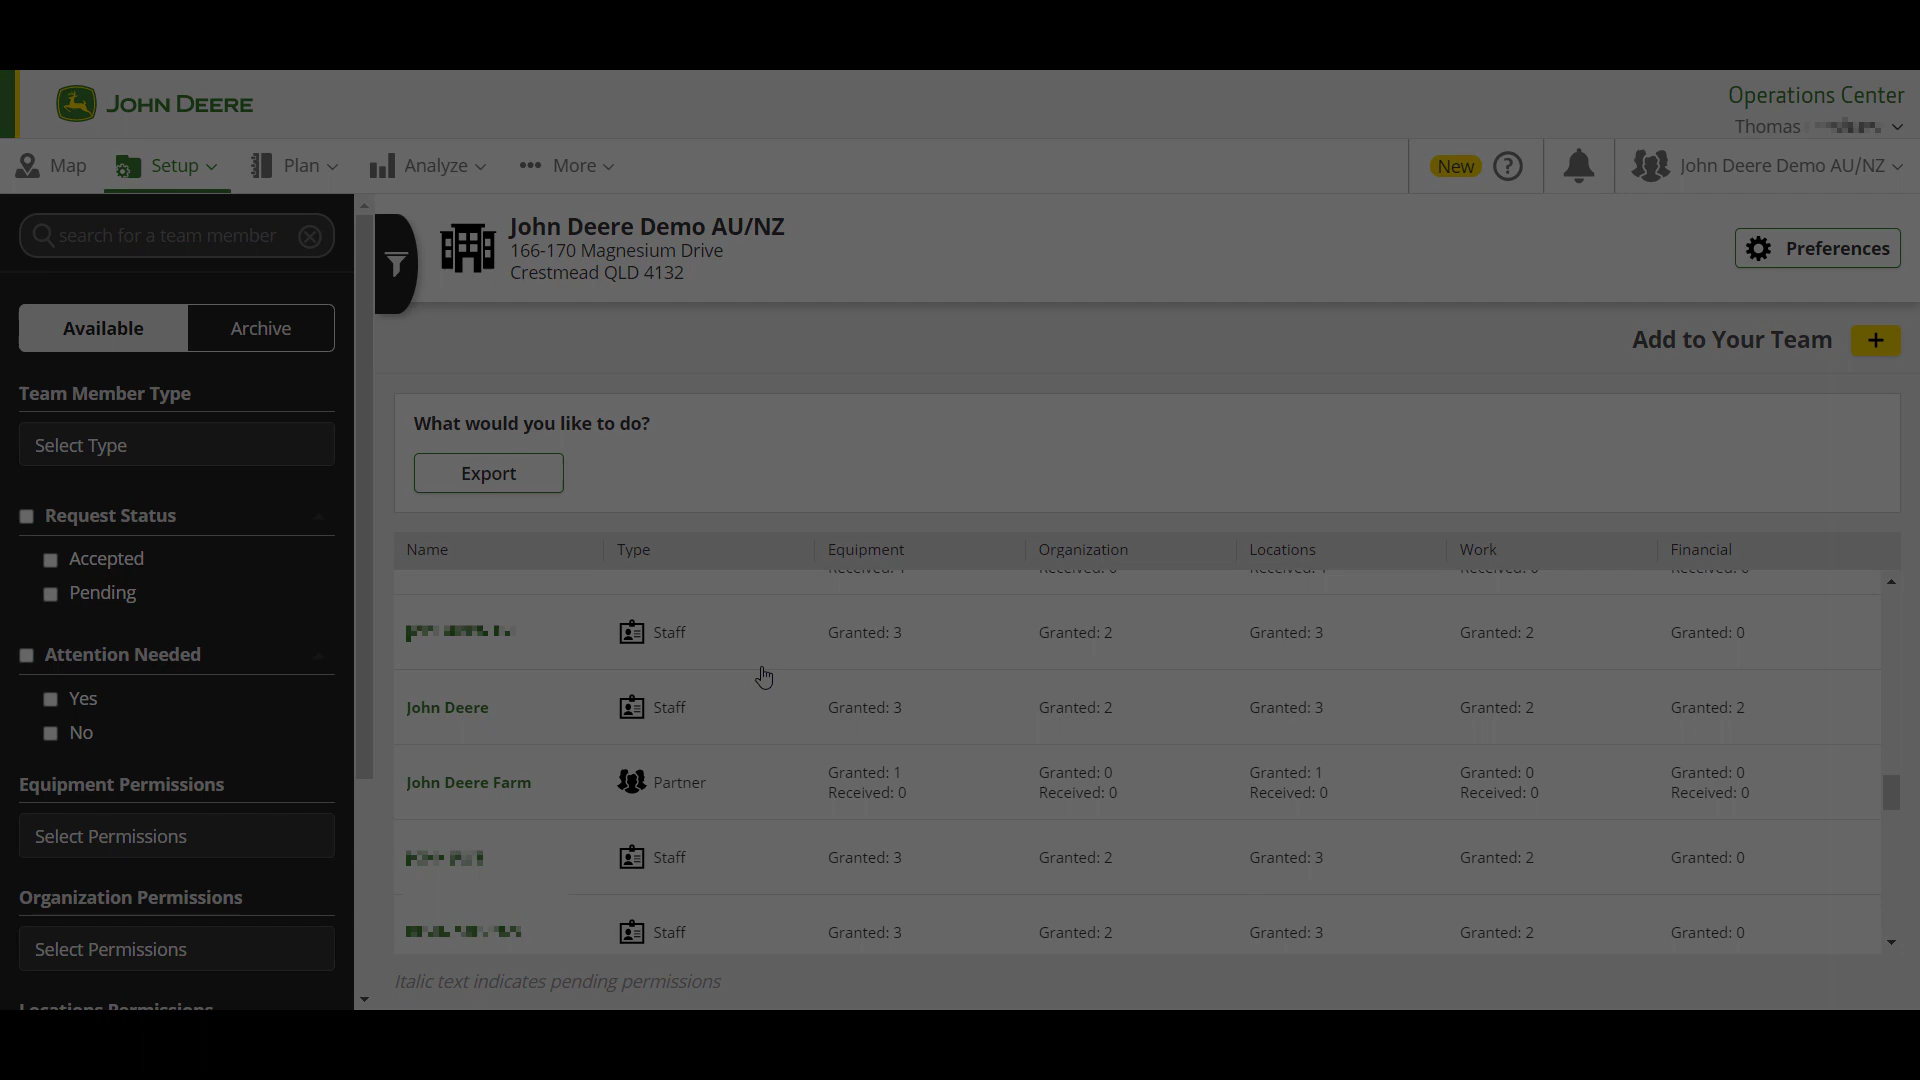 JOHN DEERE
Operations Center
Thomas
Map
Setup
Plan
Analyze
More
New
John Deere Demo AU/NZ
search for a team member
Available
Archive
Team Member Type
Select Type
Request Status
Accepted
Pending
Attention Needed
Yes
No
Equipment Permissions
Select Permissions
Organization Permissions
Select Permissions
Locations Permissions
John Deere Demo AU/NZ
166-170 Magnesium Drive
Crestmead QLD 4132
Preferences
Add to Your Team
What would you like to do?
Export
Name Type Equipment Organization Locations Work Financial
Received: 1 Received: 0 Received: 1 Received: 0 Received: 0
Staff Granted: 3 Granted: 2 Granted: 3 Granted: 2 Granted: 0
John Deere Staff Granted: 3 Granted: 2 Granted: 3 Granted: 2 Granted: 2
John Deere Farm Partner
Granted: 1 Granted: 0 Granted: 1 Granted: 0 Granted: 0
Received: 0 Received: 0 Received: 0 Received: 0 Received: 0
Staff Granted: 3 Granted: 2 Granted: 3 Granted: 2 Granted: 0
Staff Granted: 3 Granted: 2 Granted: 3 Granted: 2 Granted: 0
Italic text indicates pending permissions